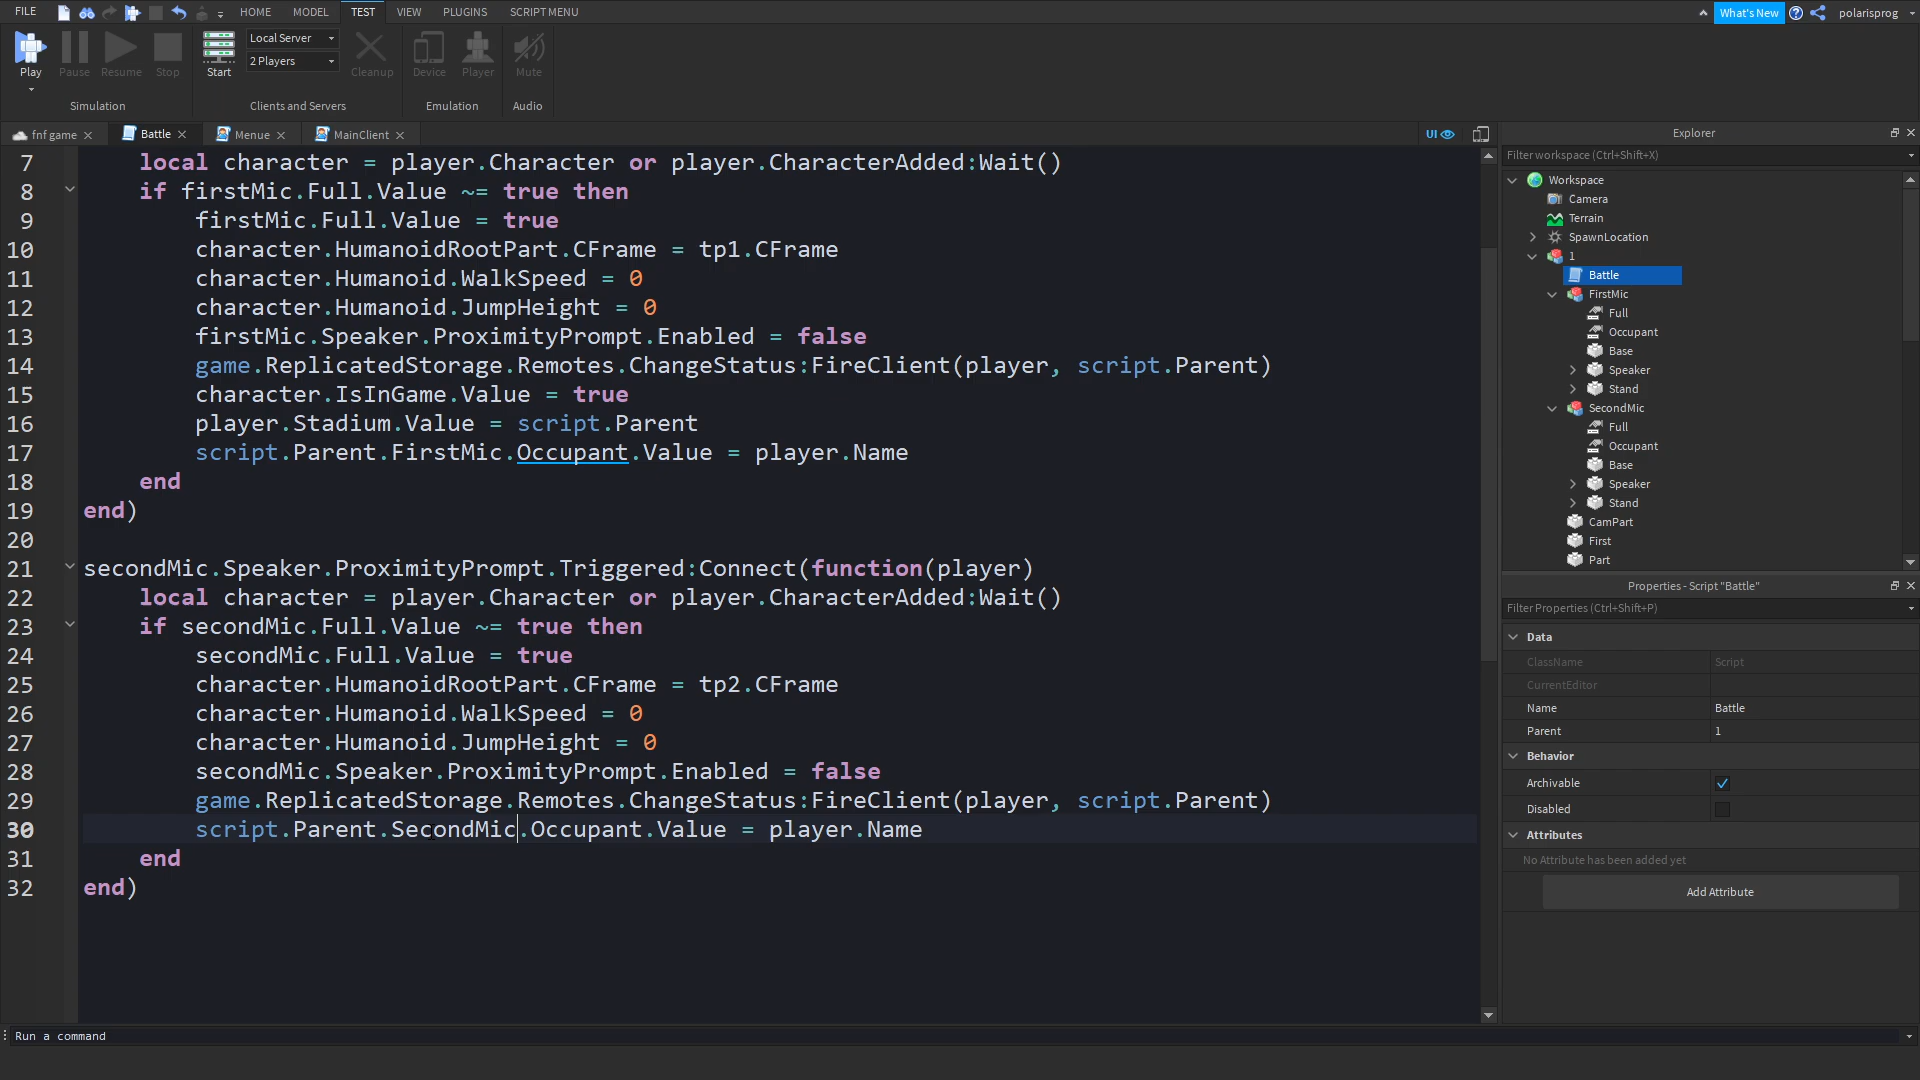 FILE HOME MODEL TEST VIEW PLUGINS SCRIPT MENU What's New polarisprog
Play Pause Resume Stop Start Local Server 2 Players Cleanup Device Player Mute
Simulation Clients and Servers Emulation Audio
fnf game Battle Menue MainClient UI
7 local character = player.Character or player.CharacterAdded:Wait()
8 if firstMic.Full.Value ~= true then
9 firstMic.Full.Value = true
10 character.HumanoidRootPart.CFrame = tp1.CFrame
11 character.Humanoid.WalkSpeed = 0
12 character.Humanoid.JumpHeight = 0
13 firstMic.Speaker.ProximityPrompt.Enabled = false
14 game.ReplicatedStorage.Remotes.ChangeStatus:FireClient(player, script.Parent)
15 character.IsInGame.Value = true
16 player.Stadium.Value = script.Parent
17 script.Parent.FirstMic.Occupant.Value = player.Name
18 end
19 end)
20
21 secondMic.Speaker.ProximityPrompt.Triggered:Connect(function(player)
22 local character = player.Character or player.CharacterAdded:Wait()
23 if secondMic.Full.Value ~= true then
24 secondMic.Full.Value = true
25 character.HumanoidRootPart.CFrame = tp2.CFrame
26 character.Humanoid.WalkSpeed = 0
27 character.Humanoid.JumpHeight = 0
28 secondMic.Speaker.ProximityPrompt.Enabled = false
29 game.ReplicatedStorage.Remotes.ChangeStatus:FireClient(player, script.Parent)
30 script.Parent.SecondMic.Occupant.Value = player.Name
31 end
32 end)
Run a command
Explorer
Filter workspace (Ctrl+Shift+X)
Workspace
Camera
Terrain
SpawnLocation
1
Battle
FirstMic
Full
Occupant
Base
Speaker
Stand
SecondMic
Full
Occupant
Base
Speaker
Stand
CamPart
First
Part
Properties - Script "Battle"
Filter Properties (Ctrl+Shift+P)
Data
ClassName Script
CurrentEditor
Name Battle
Parent 1
Behavior
Archivable
Disabled
Attributes
No Attribute has been added yet
Add Attribute